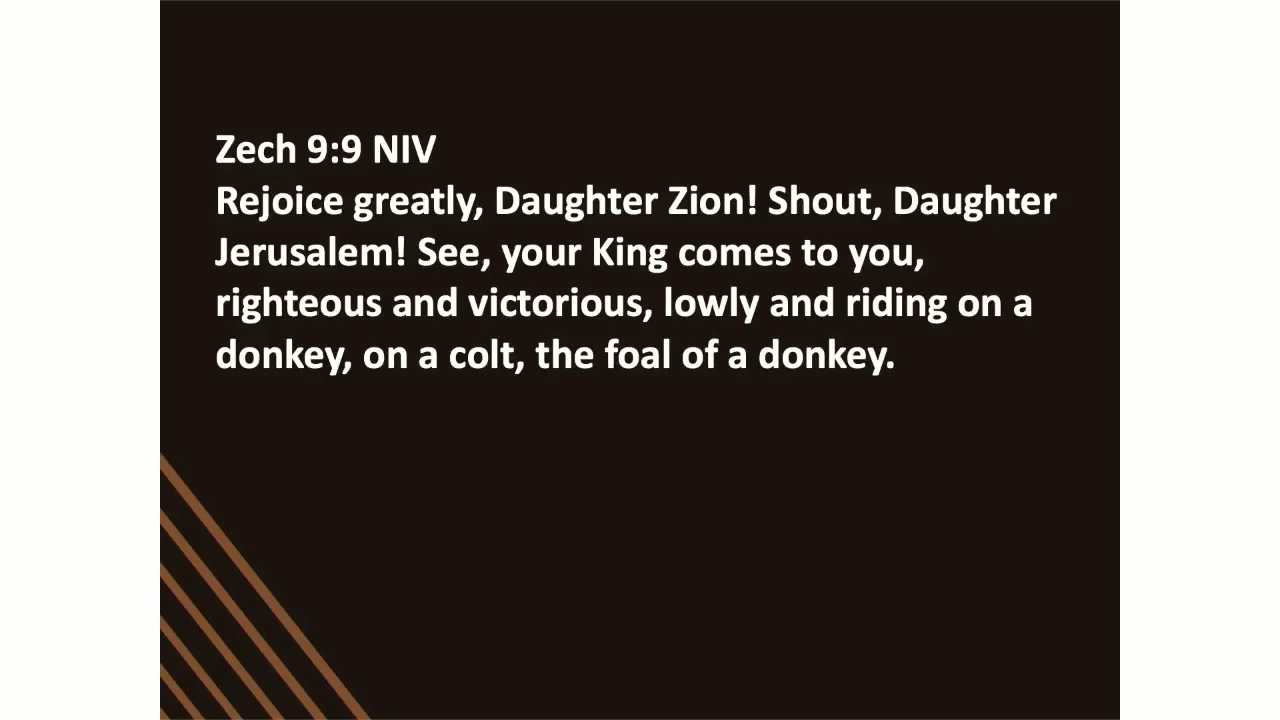 Zech 9:9 NIV
Rejoice greatly, Daughter Zion! Shout, Daughter
Jerusalem! See, your King comes to you,
righteous and victorious, lowly and riding on a
donkey, on a colt, the foal of a donkey.